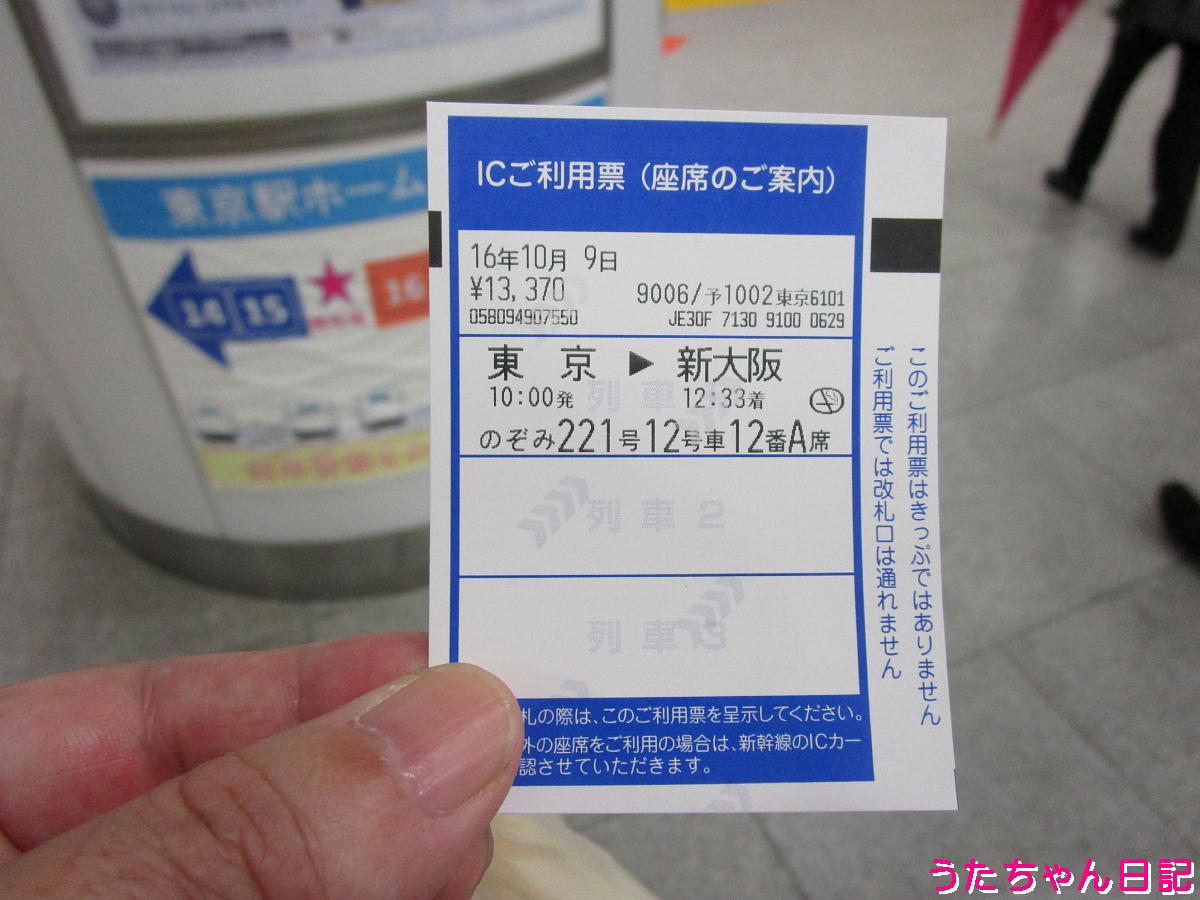 東京駅ホーム
14 15
16
ICご利用票(座席のご案内)
16年10月 9日
¥13,370
9006/予1002東京6101
058094907550
JE30F 7130 9100 0629
東 京 ▶ 新大阪
10:00発
12:33着
列 車
のぞみ221号12号車12番A席
列 車 2
列 車 3
札の際は、このご利用票を呈示してください。
外の座席をご利用の場合は、新幹線のICカー
認させていただきます。
このご利用票はきっぷではありません
ご利用票では改札口は通れません
うたちゃん日記